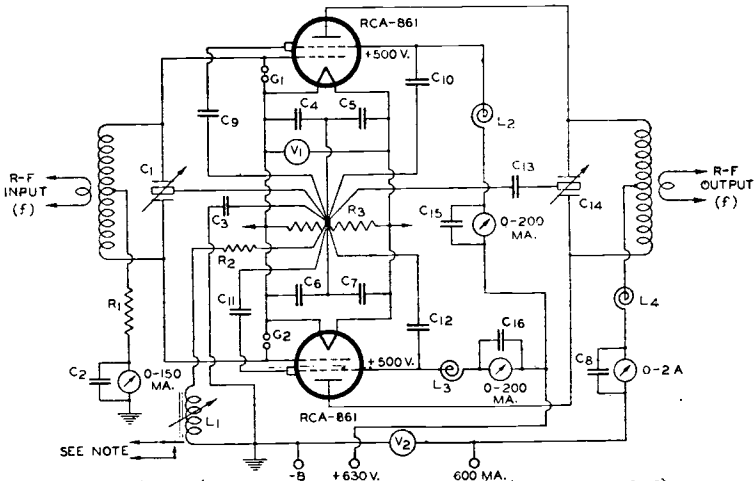 RCA-861
+500 V.
G1
C10
C9
C4
C5
L2
V1
R-F
INPUT
(f)
C1
C13
R-F
OUTPUT
(f)
C3
R3
C15
0-200
MA.
C14
R2
R1
C6
C7
C11
L4
C12
G2
C16
C2
0-150
MA.
+500 V.
C8
0-2 A
L3
0-200
MA.
RCA-861
L1
SEE NOTE
V2
-B
+630 V.
600 MA.